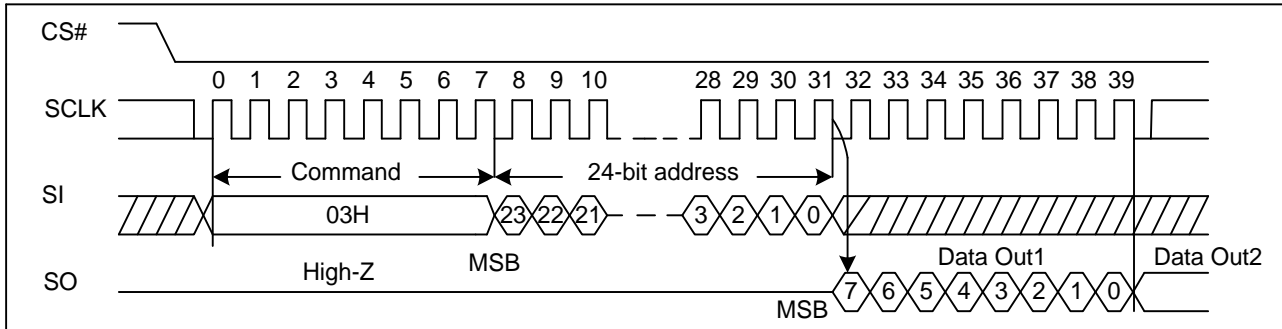 CS#
0 1 2 3 4 5 6 7 8 9 10 28 29 30 31 32 33 34 35 36 37 38 39
SCLK
Command 24-bit address
SI
03H 23 22 21 3 2 1 0
High-Z MSB Data Out1 Data Out2
SO
MSB 7 6 5 4 3 2 1 0